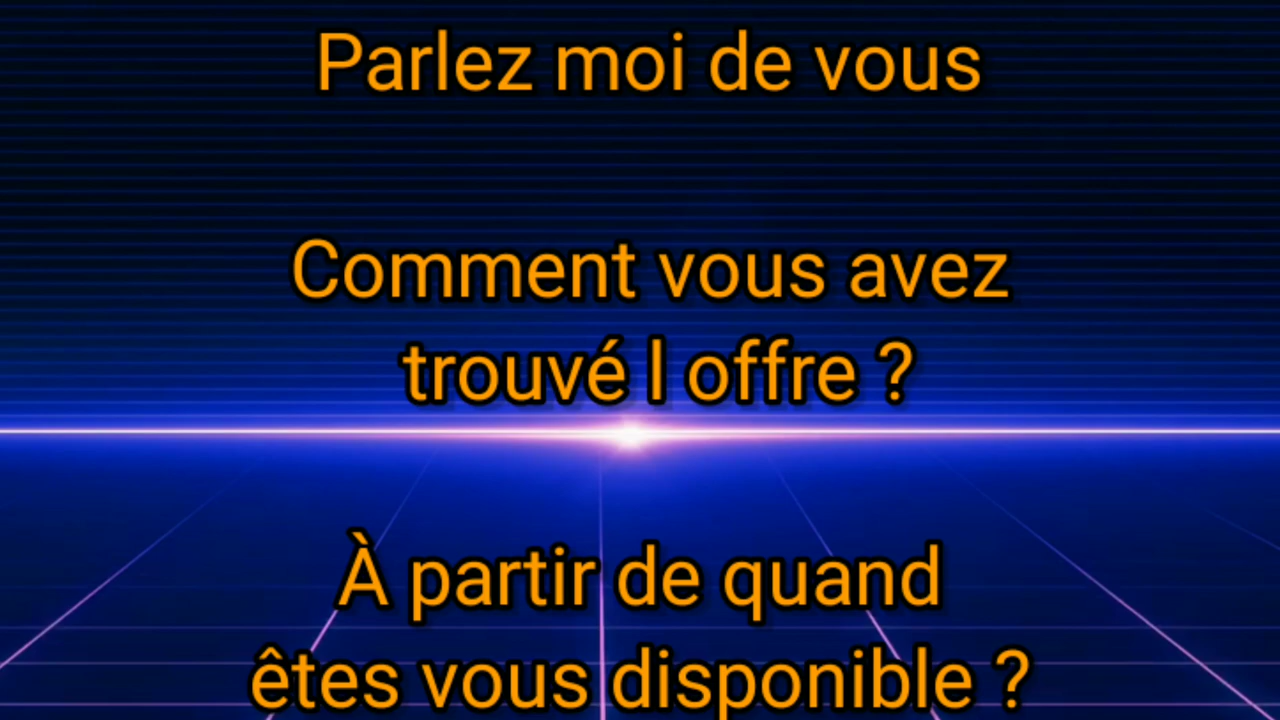 Parlez moi de vous
Comment vous avez
trouvé l offre ?
À partir de quand
êtes vous disponible ?